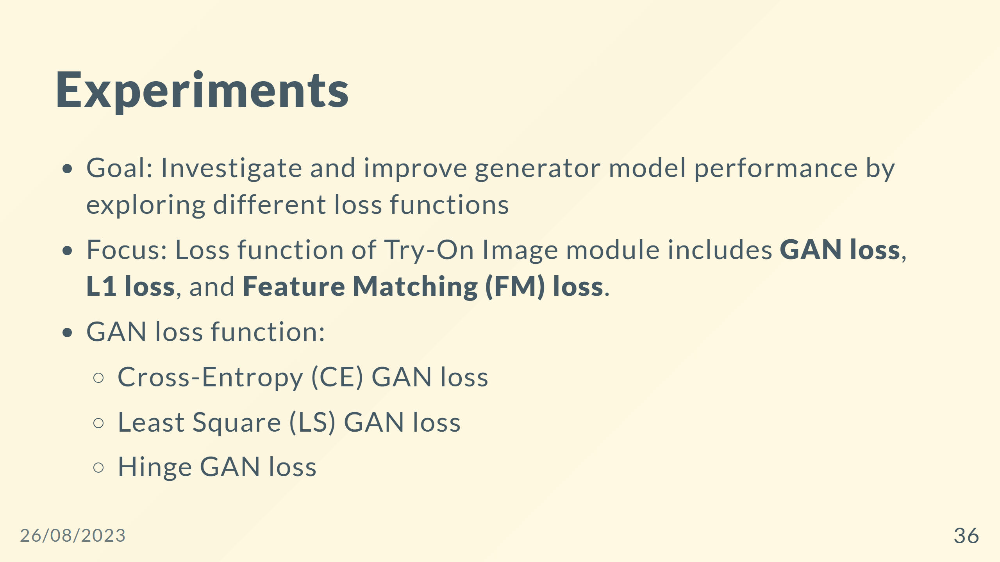 Experiments
• Goal: Investigate and improve generator model performance by
exploring different loss functions
• Focus: Loss function of Try-On Image module includes GAN loss,
L1 loss, and Feature Matching (FM) loss.
• GAN loss function:
○ Cross-Entropy (CE) GAN loss
○ Least Square (LS) GAN loss
○ Hinge GAN loss
26/08/2023
36